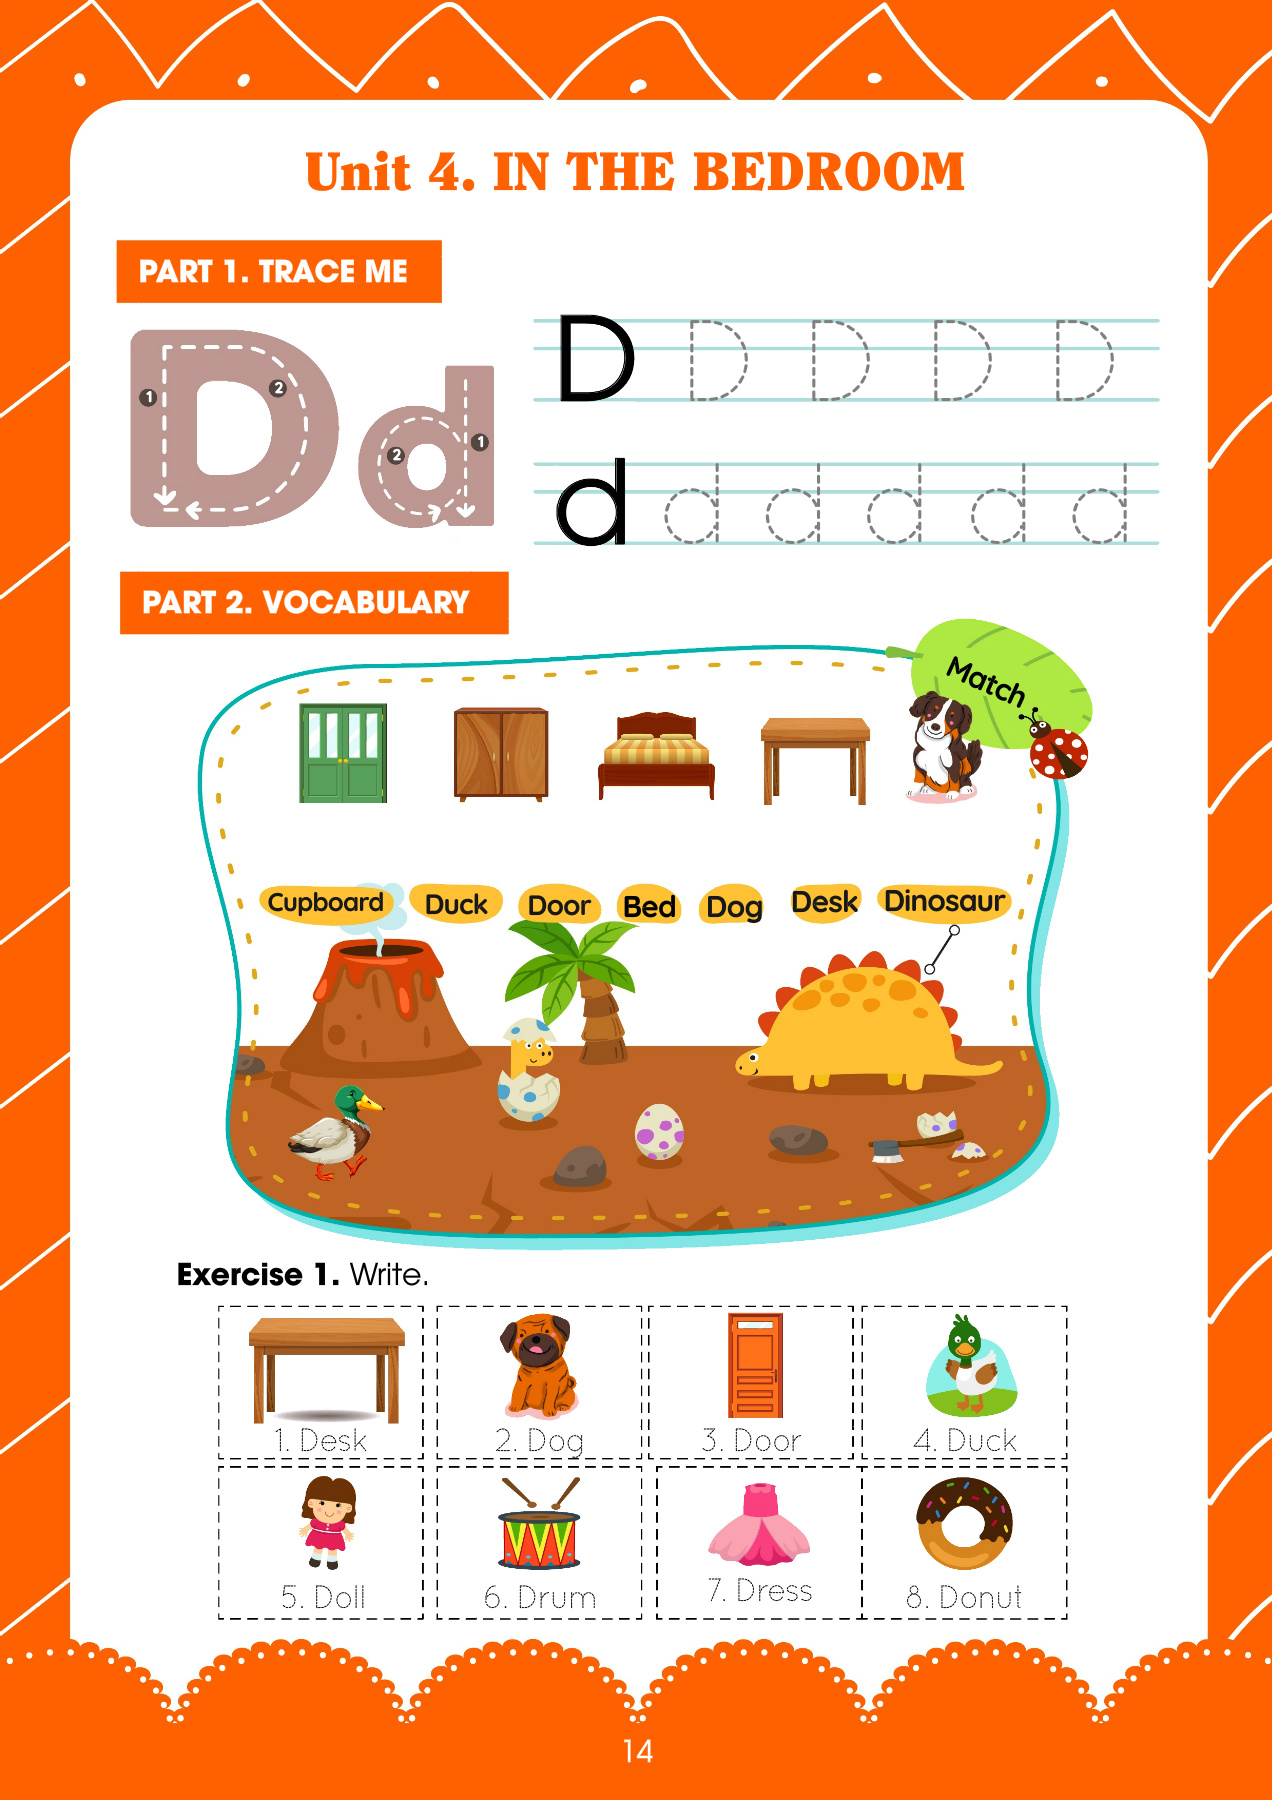 Unit 4. IN THE BEDROOM
PART 1. TRACE ME
1 2 2 1
D D D D D
d d d d d d
PART 2. VOCABULARY
Match
Cupboard Duck Door Bed Dog Desk Dinosaur
Exercise 1. Write.
1. Desk 2. Dog 3. Door 4. Duck
5. Doll 6. Drum 7. Dress 8. Donut
14